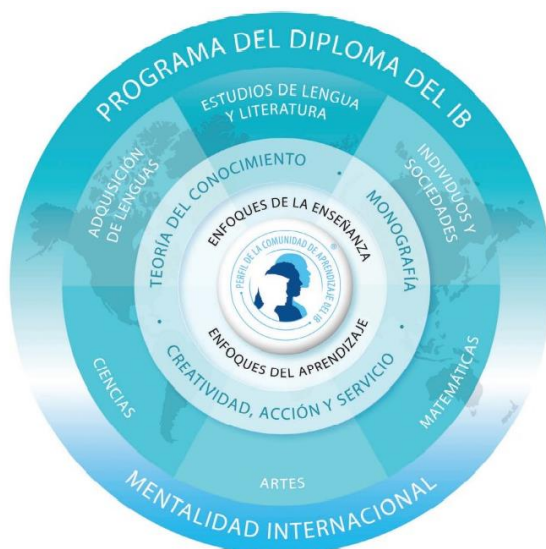 PROGRAMA DEL DIPLOMA DEL IB
ESTUDIOS DE LENGUA
Y LITERATURA
ADQUISICIÓN
DE LENGUAS
INDIVIDUOS Y
SOCIEDADES
TEORÍA DEL CONOCIMIENTO
MONOGRAFÍA
ENFOQUES DE LA ENSEÑANZA
PERFIL DE LA COMUNIDAD DE APRENDIZAJE DEL IB
®
ENFOQUES DEL APRENDIZAJE
CREATIVIDAD, ACCIÓN Y SERVICIO
CIENCIAS
MATEMÁTICAS
ARTES
MENTALIDAD INTERNACIONAL